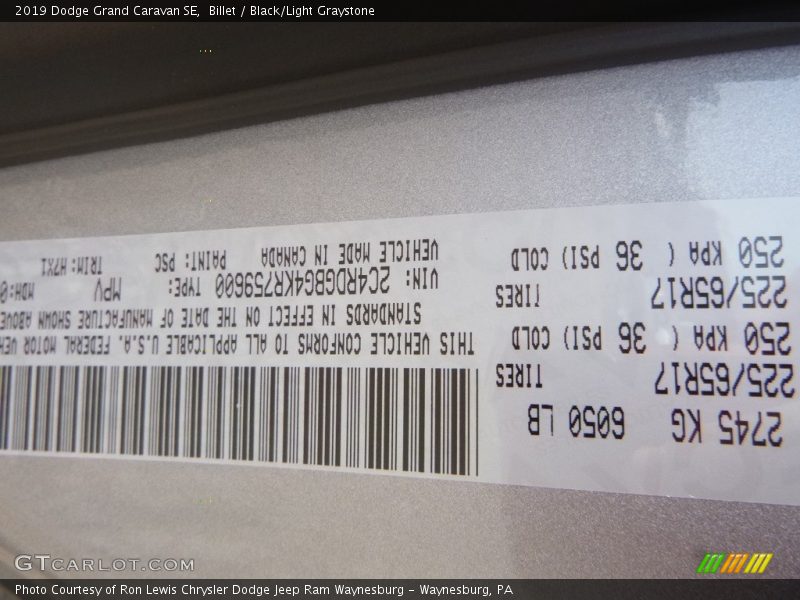 2019 Dodge Grand Caravan SE,  Billet / Black/Light Graystone
2745 KG 6050 LB
225/65R17 TIRES
250 KPA ( 36 PSI) COLD
225/65R17 TIRES
250 KPA ( 36 PSI) COLD
THIS VEHICLE CONFORMS TO ALL APPLICABLE U.S.A. FEDERAL MOTOR
STANDARDS IN EFFECT ON THE DATE OF MANUFACTURE SHOWN ABOVE
VIN: 2C4RDGBG4KR759600 TYPE: MPV MDH:
VEHICLE MADE IN CANADA PAINT: PSC TRIM: H7X1
GTCARLOT.COM
Photo Courtesy of Ron Lewis Chrysler Dodge Jeep Ram Waynesburg – Waynesburg, PA